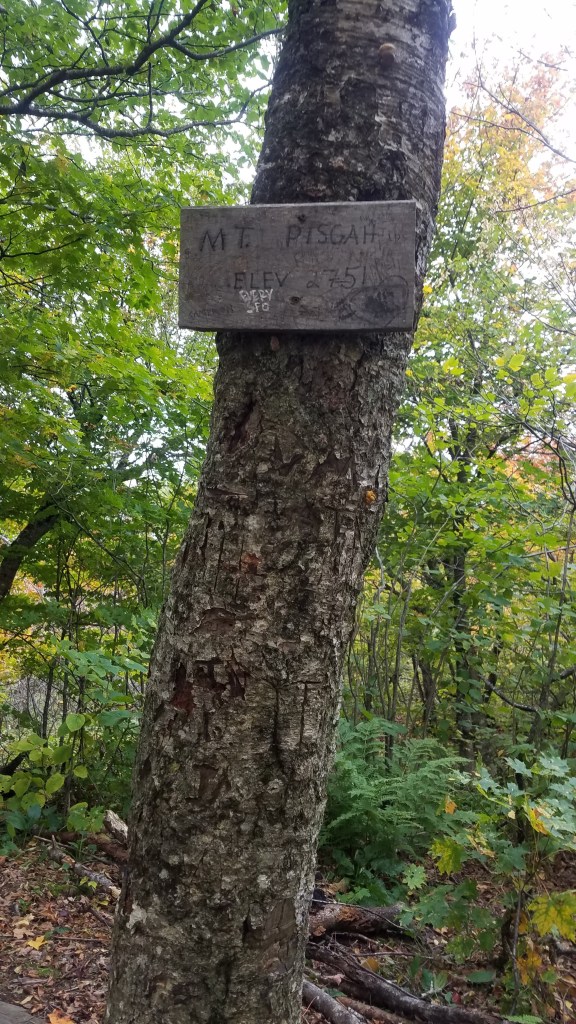 MT. PISGAH
ELEV 2751